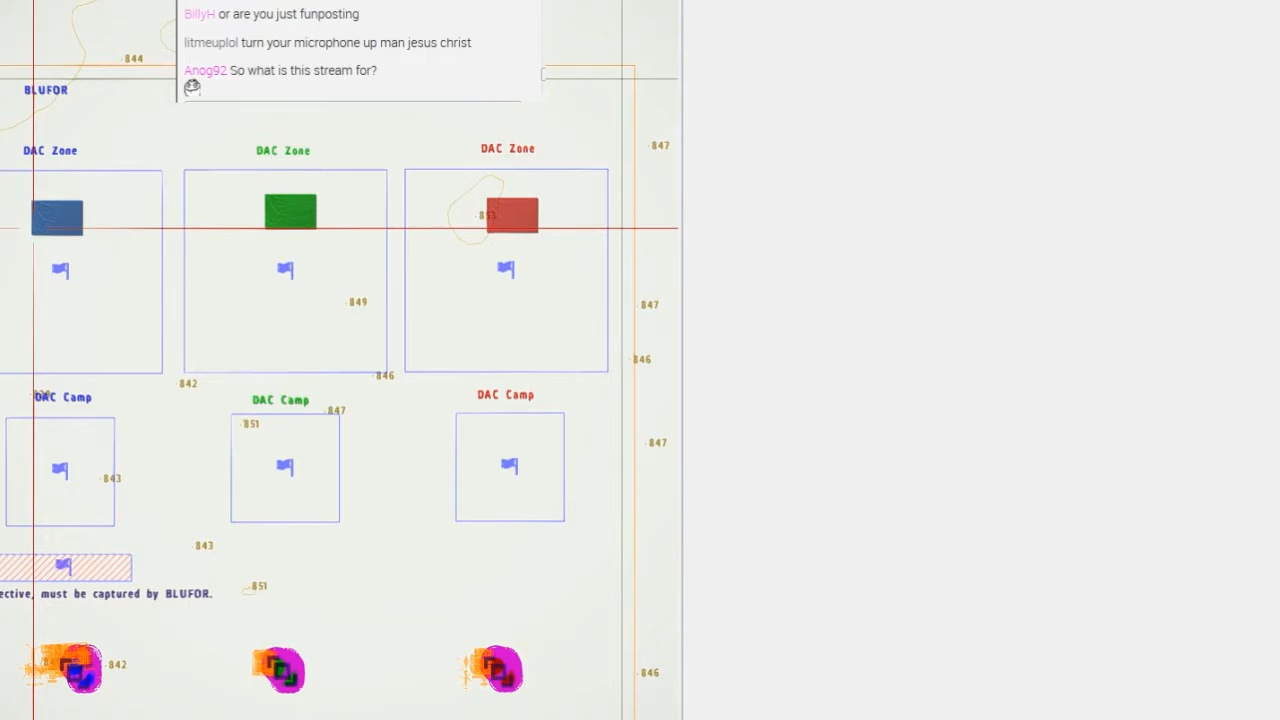 BillyH or are you just funposting
litmeuplol turn your microphone up man jesus christ
844
Anog92 So what is this stream for?
BLUFOR
847
DAC Zone DAC Zone DAC Zone
853
849
847
846
842
846
DAC Camp DAC Camp DAC Camp
847
851
847
843
843
851
ective, must be captured by BLUFOR.
842
846